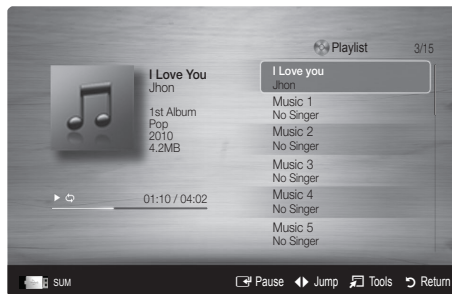 Playlist 3/15
I Love You
Jhon
1st Album
Pop
2010
4.2MB
01:10 / 04:02
I Love you
Jhon
Music 1
No Singer
Music 2
No Singer
Music 3
No Singer
Music 4
No Singer
Music 5
No Singer
SUM Pause Jump Tools Return